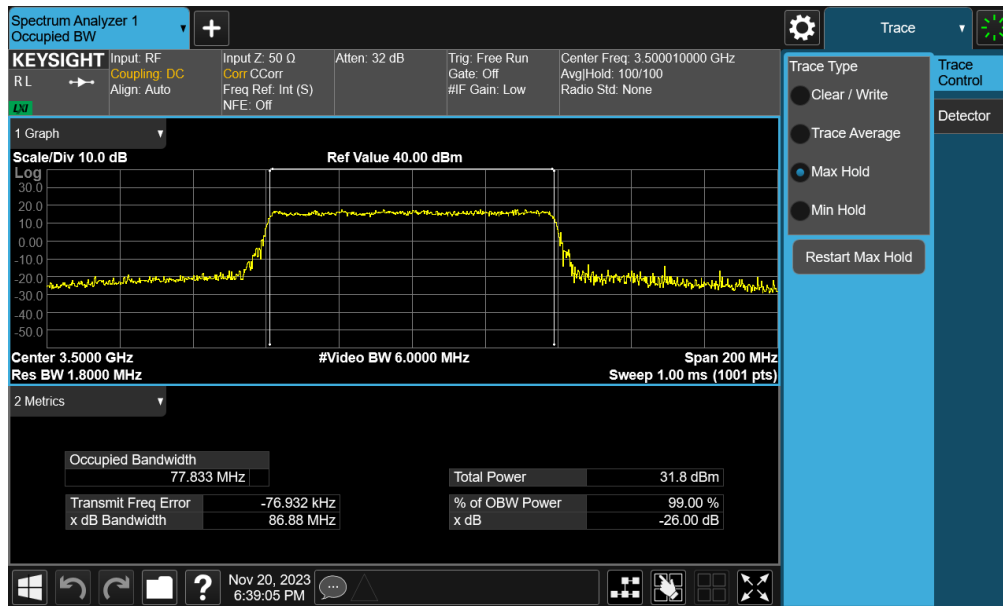 Spectrum Analyzer 1
Occupied BW
+
Trace
KEYSIGHT
R L
LXI
Input: RF
Coupling: DC
Align: Auto
Input Z: 50 Ω
Corr CCorr
Freq Ref: Int (S)
NFE: Off
Atten: 32 dB
Trig: Free Run
Gate: Off
#IF Gain: Low
Center Freq: 3.500010000 GHz
Avg|Hold: 100/100
Radio Std: None
Trace Type
Clear / Write
Trace Average
Max Hold
Min Hold
Restart Max Hold
Trace
Control
Detector
1 Graph
Scale/Div 10.0 dB
Ref Value 40.00 dBm
Log
30.0
20.0
10.0
0.00
-10.0
-20.0
-30.0
-40.0
-50.0
Center 3.5000 GHz
#Video BW 6.0000 MHz
Span 200 MHz
Res BW 1.8000 MHz
Sweep 1.00 ms (1001 pts)
2 Metrics
Occupied Bandwidth
77.833 MHz
Total Power 31.8 dBm
Transmit Freq Error -76.932 kHz
% of OBW Power 99.00 %
x dB Bandwidth 86.88 MHz
x dB -26.00 dB
?
Nov 20, 2023
6:39:05 PM